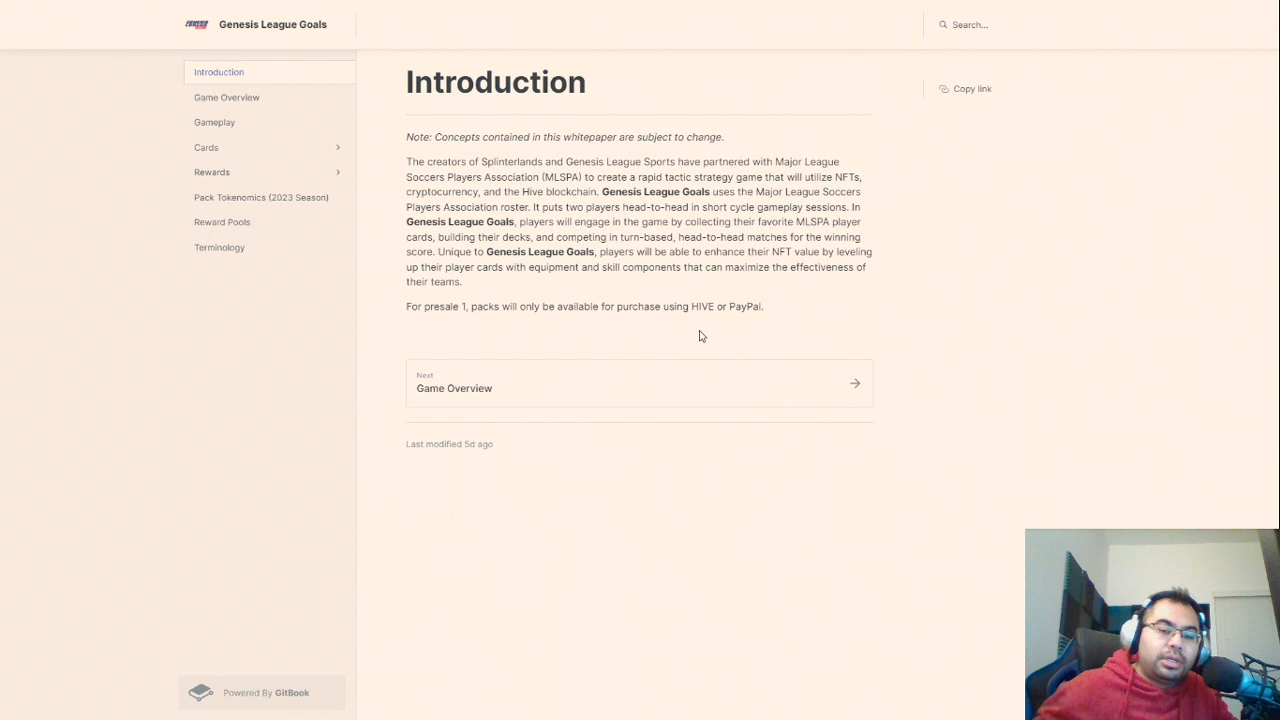 Genesis League Goals
Search...
Introduction
Game Overview
Gameplay
Cards
Rewards
Pack Tokenomics (2023 Season)
Reward Pools
Terminology
Introduction
Copy link
Note: Concepts contained in this whitepaper are subject to change.
The creators of Splinterlands and Genesis League Sports have partnered with Major League
Soccers Players Association (MLSPA) to create a rapid tactic strategy game that will utilize NFTs,
cryptocurrency, and the Hive blockchain. Genesis League Goals uses the Major League Soccers
Players Association roster. It puts two players head-to-head in short cycle gameplay sessions. In
Genesis League Goals, players will engage in the game by collecting their favorite MLSPA player
cards, building their decks, and competing in turn-based, head-to-head matches for the winning
score. Unique to Genesis League Goals, players will be able to enhance their NFT value by leveling
up their player cards with equipment and skill components that can maximize the effectiveness of
their teams.
For presale 1, packs will only be available for purchase using HIVE or PayPal.
Next
Game Overview
Last modified 5d ago
Powered By GitBook